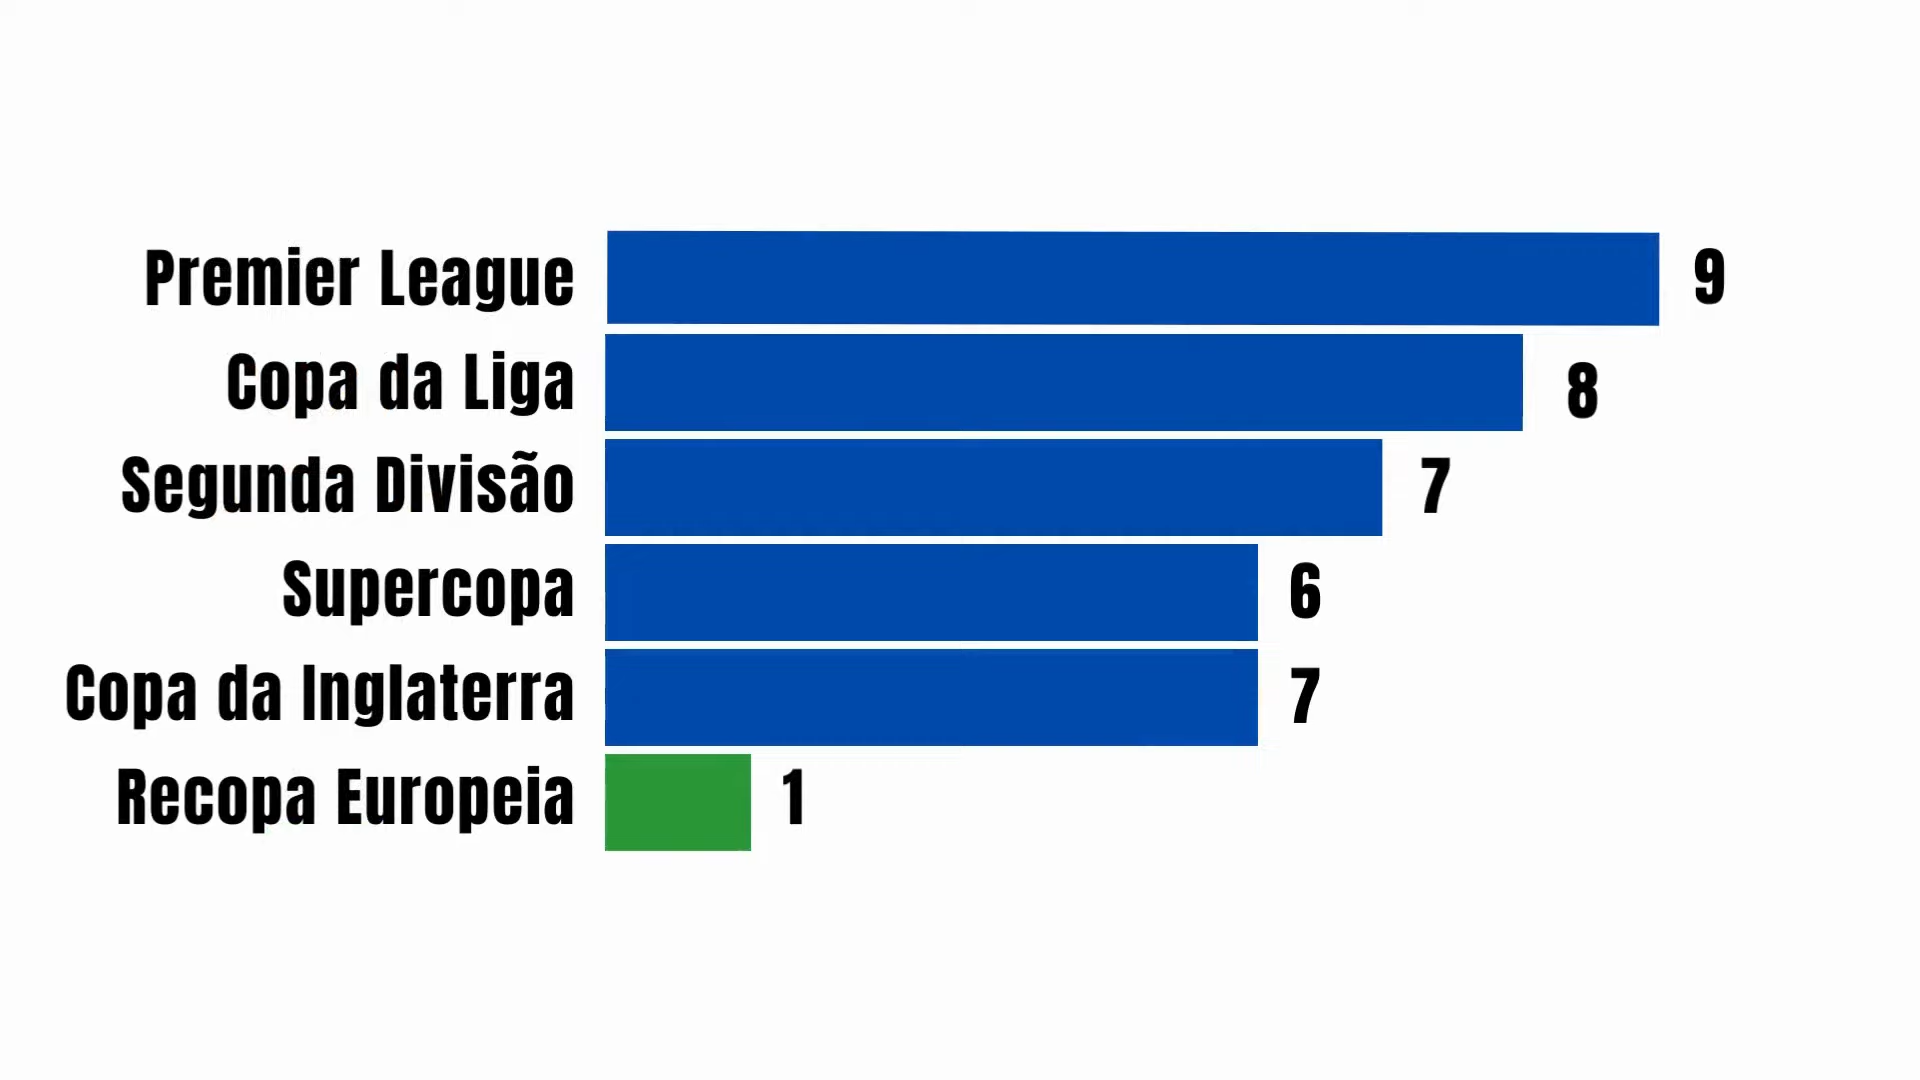 Premier League 9
Copa da Liga 8
Segunda Divisão 7
Supercopa 6
Copa da Inglaterra 7
Recopa Europeia 1